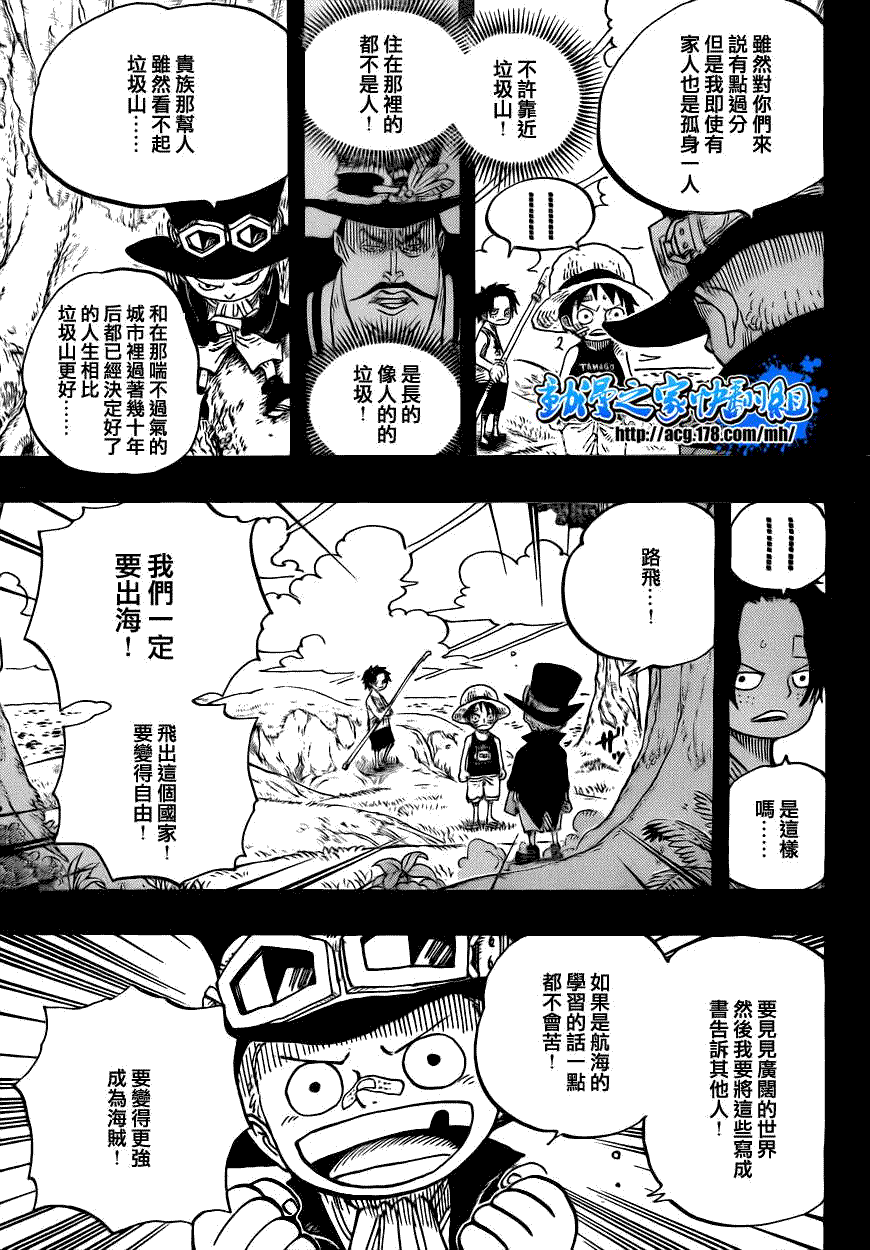 雖然對你們來
説有點過分
但是我即使有
家人也是孤身一人
不許靠近
垃圾山！
住在那裡的
都不是人！
是長的
像人的的
垃圾！
貴族那幫人
雖然看不起
垃圾山……
和在那喘不過氣的
城市裡過著幾十年
后都已經決定好了
的人生相比
垃圾山更好……
TAMAGO
2
動漫之家快翻組
http://acg.178.com/mh/
是這樣
嗎……
路飛…！
ザッ
我們一定
要出海！
飛出這個國家！
要變得自由！
要見見廣闊的世界
然後我要將這些寫成
書告訴其他人！
如果是航海的
學習的話一點
都不會苦！
要變得更強
成為海賊！